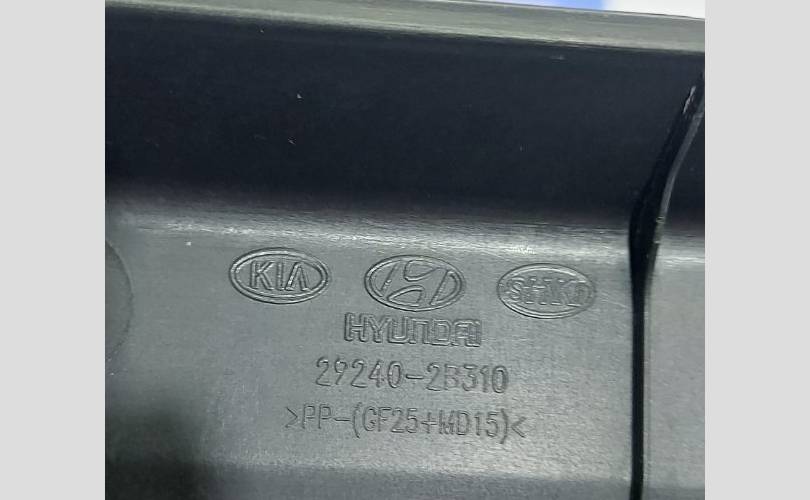 KIA
HYUNDAI
29240-2B310
>PP-(GF25+MD15)<